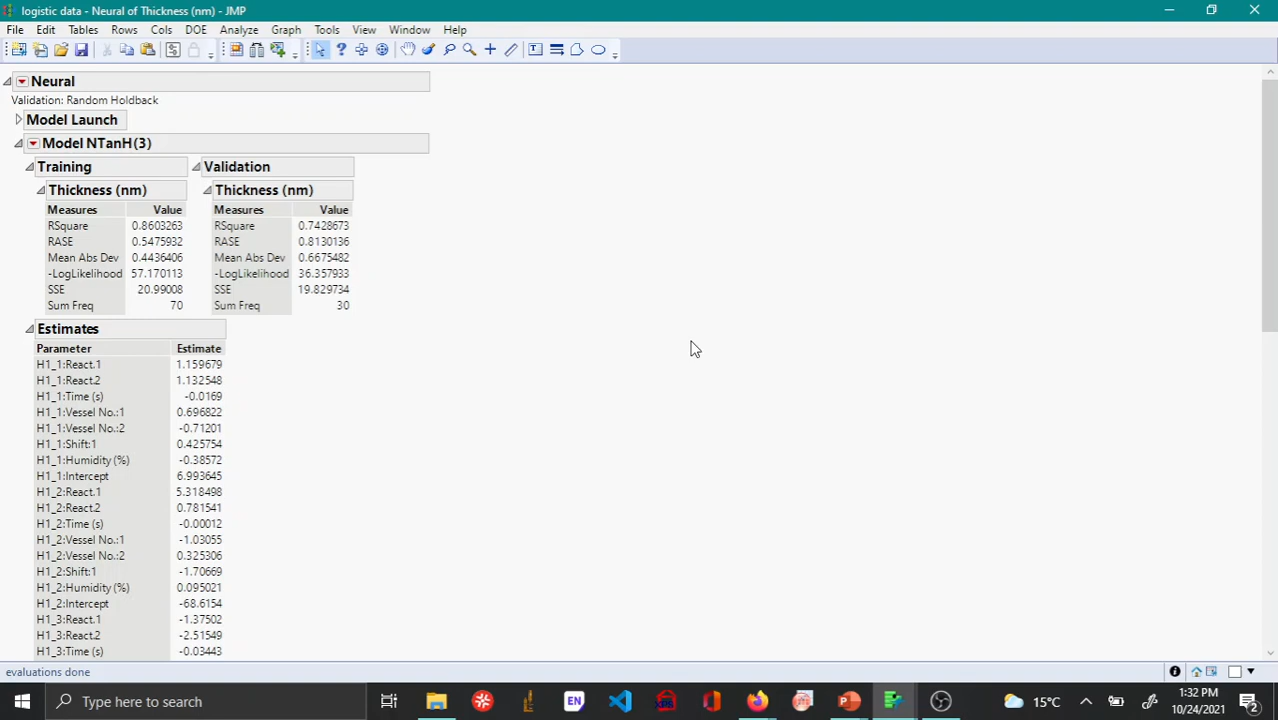 logistic data - Neural of Thickness (nm) - JMP
File Edit Tables Rows Cols DOE Analyze Graph Tools View Window Help
Neural
Validation: Random Holdback
Model Launch
Model NTanH(3)
Training Validation
Thickness (nm) Thickness (nm)
Measures Value Measures Value
RSquare 0.8603263 RSquare 0.7428673
RASE 0.5475932 RASE 0.8130136
Mean Abs Dev 0.4436406 Mean Abs Dev 0.6675482
-LogLikelihood 57.170113 -LogLikelihood 36.357933
SSE 20.99008 SSE 19.829734
Sum Freq 70 Sum Freq 30
Estimates
Parameter Estimate
H1_1:React.1 1.159679
H1_1:React.2 1.132548
H1_1:Time (s) -0.0169
H1_1:Vessel No.:1 0.696822
H1_1:Vessel No.:2 -0.71201
H1_1:Shift:1 0.425754
H1_1:Humidity (%) -0.38572
H1_1:Intercept 6.993645
H1_2:React.1 5.318498
H1_2:React.2 0.781541
H1_2:Time (s) -0.00012
H1_2:Vessel No.:1 -1.03055
H1_2:Vessel No.:2 0.325306
H1_2:Shift:1 -1.70669
H1_2:Humidity (%) 0.095021
H1_2:Intercept -68.6154
H1_3:React.1 -1.37502
H1_3:React.2 -2.51549
H1_3:Time (s) -0.03443
evaluations done
Type here to search
EN
15°C
1:32 PM
10/24/2021
2